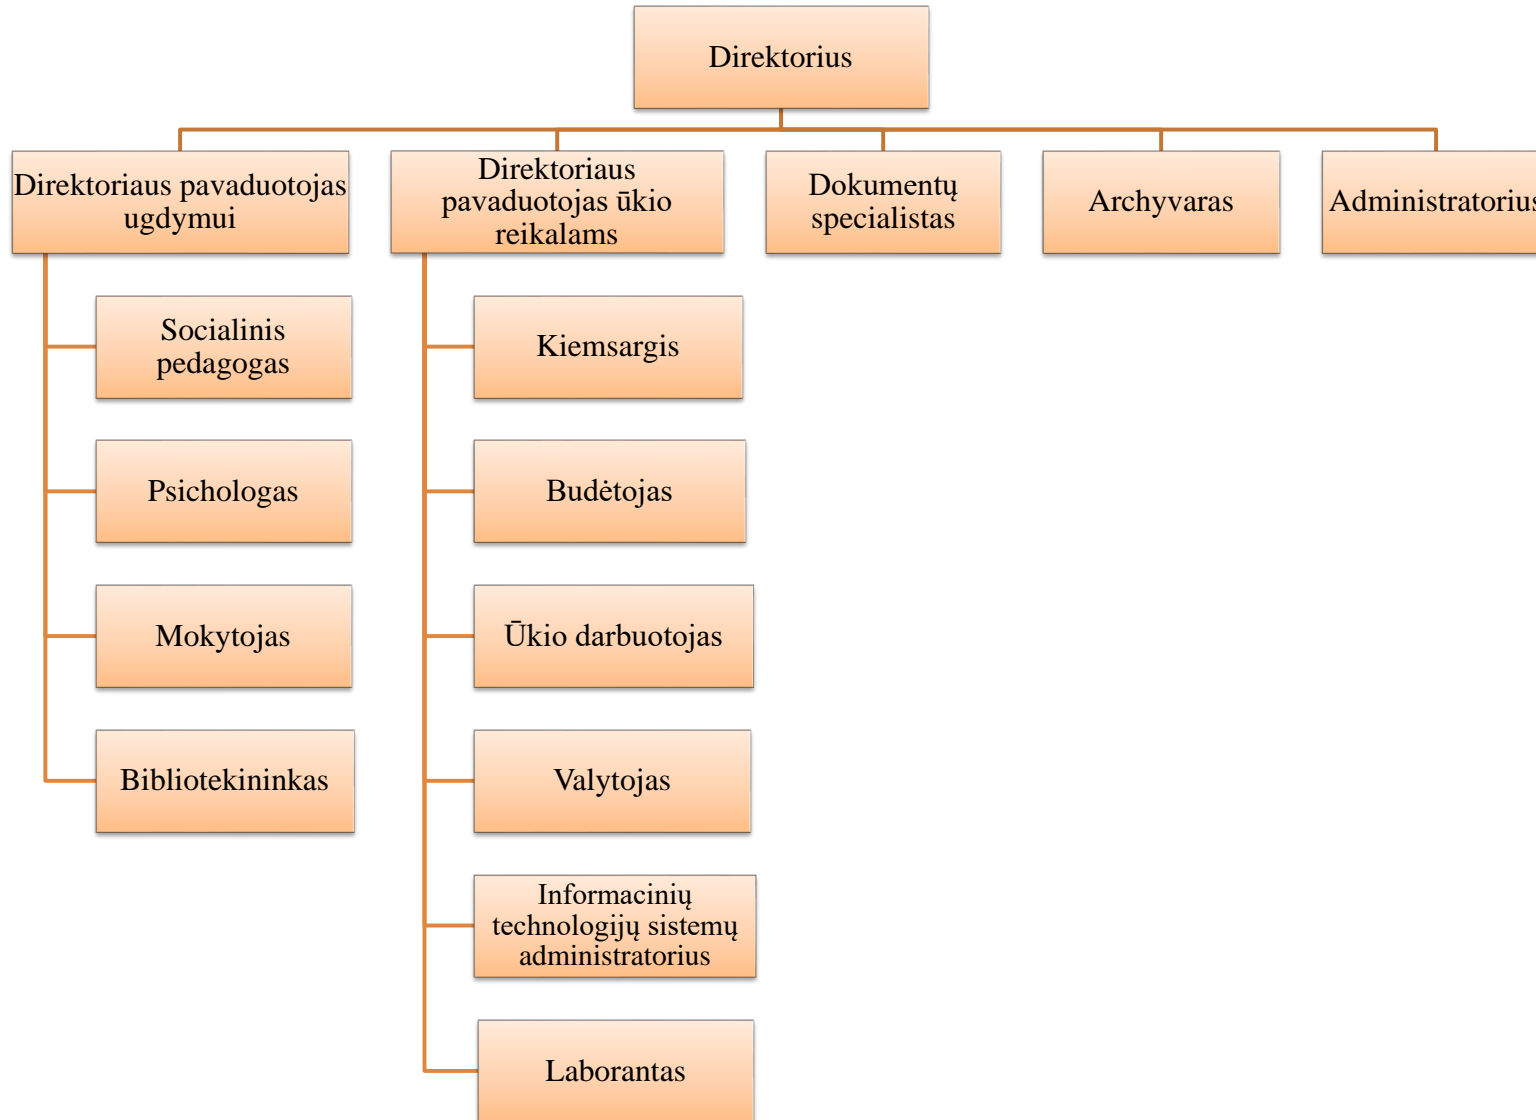 Direktorius
Direktoriaus pavaduotojas
ugdymui
Direktoriaus
pavaduotojas ūkio
reikalams
Dokumentų
specialistas
Archyvaras
Administratorius
Socialinis
pedagogas
Psichologas
Mokytojas
Bibliotekininkas
Kiemsargis
Budėtojas
Ūkio darbuotojas
Valytojas
Informacinių
technologijų sistemų
administratorius
Laborantas